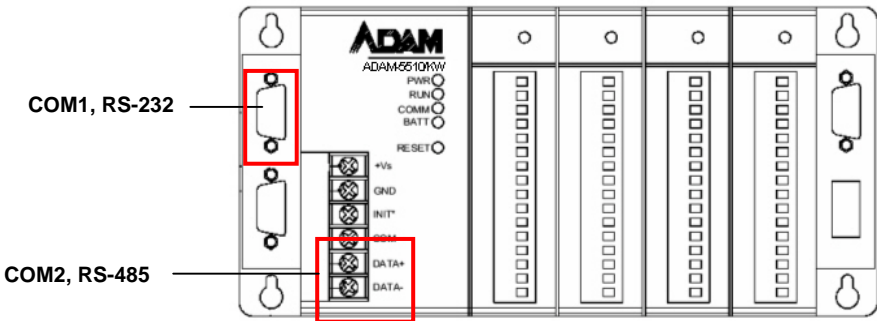 ADAM
ADAM-5510/KW
PWR
RUN
COMM
BATT
RESET
COM1, RS-232
+Vs
GND
INIT*
COM
DATA+
DATA-
COM2, RS-485